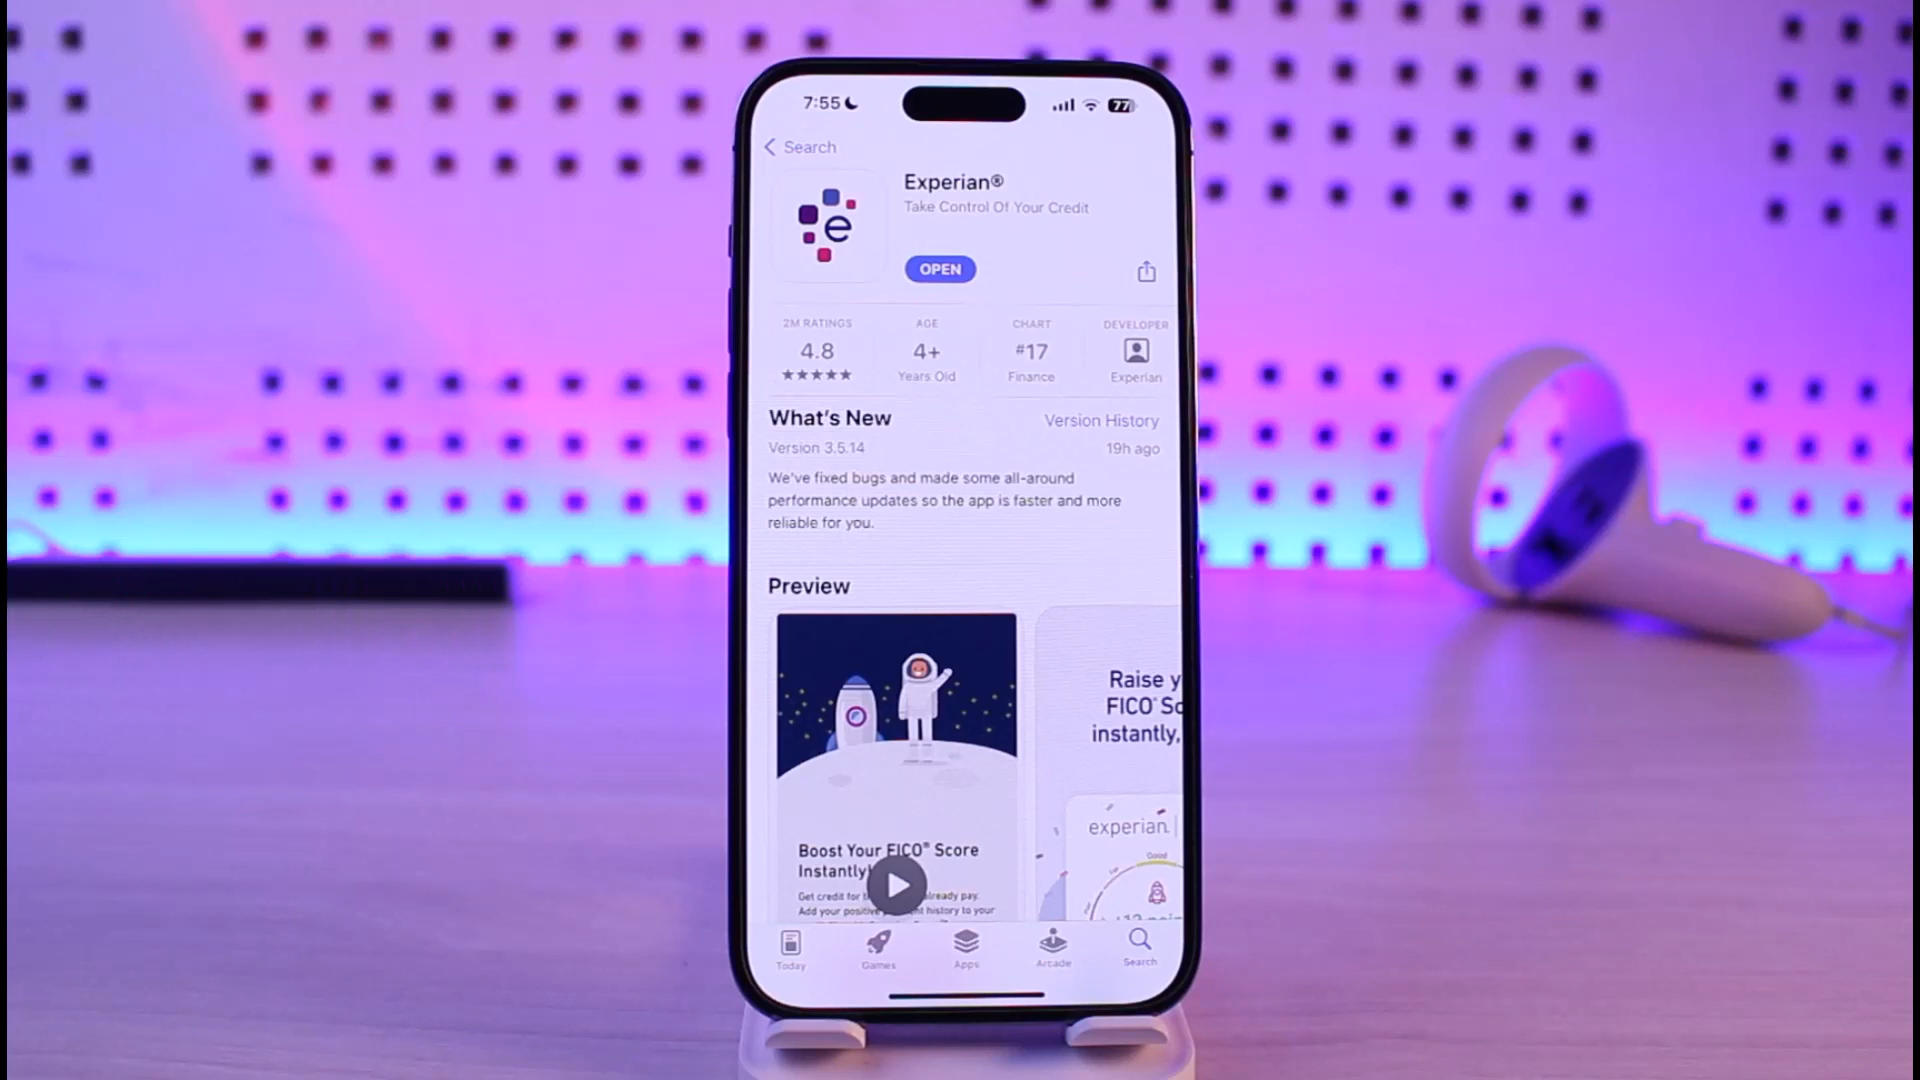 7:55
77
Search
Experian®
Take Control Of Your Credit
e
OPEN
2M RATINGS
AGE
CHART
DEVELOPER
4.8
4+
#17
★★★★★
Years Old
Finance
Experian
What's New
Version History
Version 3.5.14
19h ago
We've fixed bugs and made some all-around
performance updates so the app is faster and more
reliable for you.
Preview
Boost Your FICO® Score
Instantly!
Get credit for already pay.
Add your positive history to your
Raise
FICO®
instantly,
experian.
Good
Fair
Today
Games
Apps
Arcade
Search